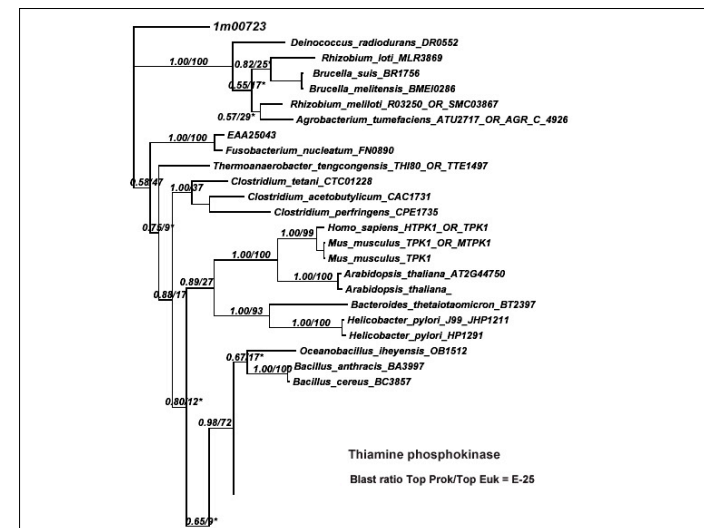 1m00723
Deinococcus_radiodurans_DR0552
1.00/100
0.82/25*
Rhizobium_loti_MLR3869
Brucella_suis_BR1756
0.55/17*
Brucella_melitensis_BMEI0286
Rhizobium_meliloti_R03250_OR_SMC03867
0.57/29*
Agrobacterium_tumefaciens_ATU2717_OR_AGR_C_4926
1.00/100
EAA25043
Fusobacterium_nucleatum_FN0890
Thermoanaerobacter_tengcongensis_THI80_OR_TTE1497
0.58/47
1.00/37
Clostridium_tetani_CTC01228
Clostridium_acetobutylicum_CAC1731
Clostridium_perfringens_CPE1735
0.75/9*
Homo_sapiens_HTPK1_OR_TPK1
1.00/99
Mus_musculus_TPK1_OR_MTPK1
1.00/100
Mus_musculus_TPK1
Arabidopsis_thaliana_AT2G44750
1.00/100
0.89/27
Arabidopsis_thaliana_
0.88/17
Bacteroides_thetaiotaomicron_BT2397
1.00/93
Helicobacter_pylori_J99_JHP1211
1.00/100
Helicobacter_pylori_HP1291
Oceanobacillus_iheyensis_OB1512
0.67/17*
1.00/100
Bacillus_anthracis_BA3997
Bacillus_cereus_BC3857
0.80/12*
0.98/72
Thiamine phosphokinase
Blast ratio Top Prok/Top Euk = E-25
0.65/9*